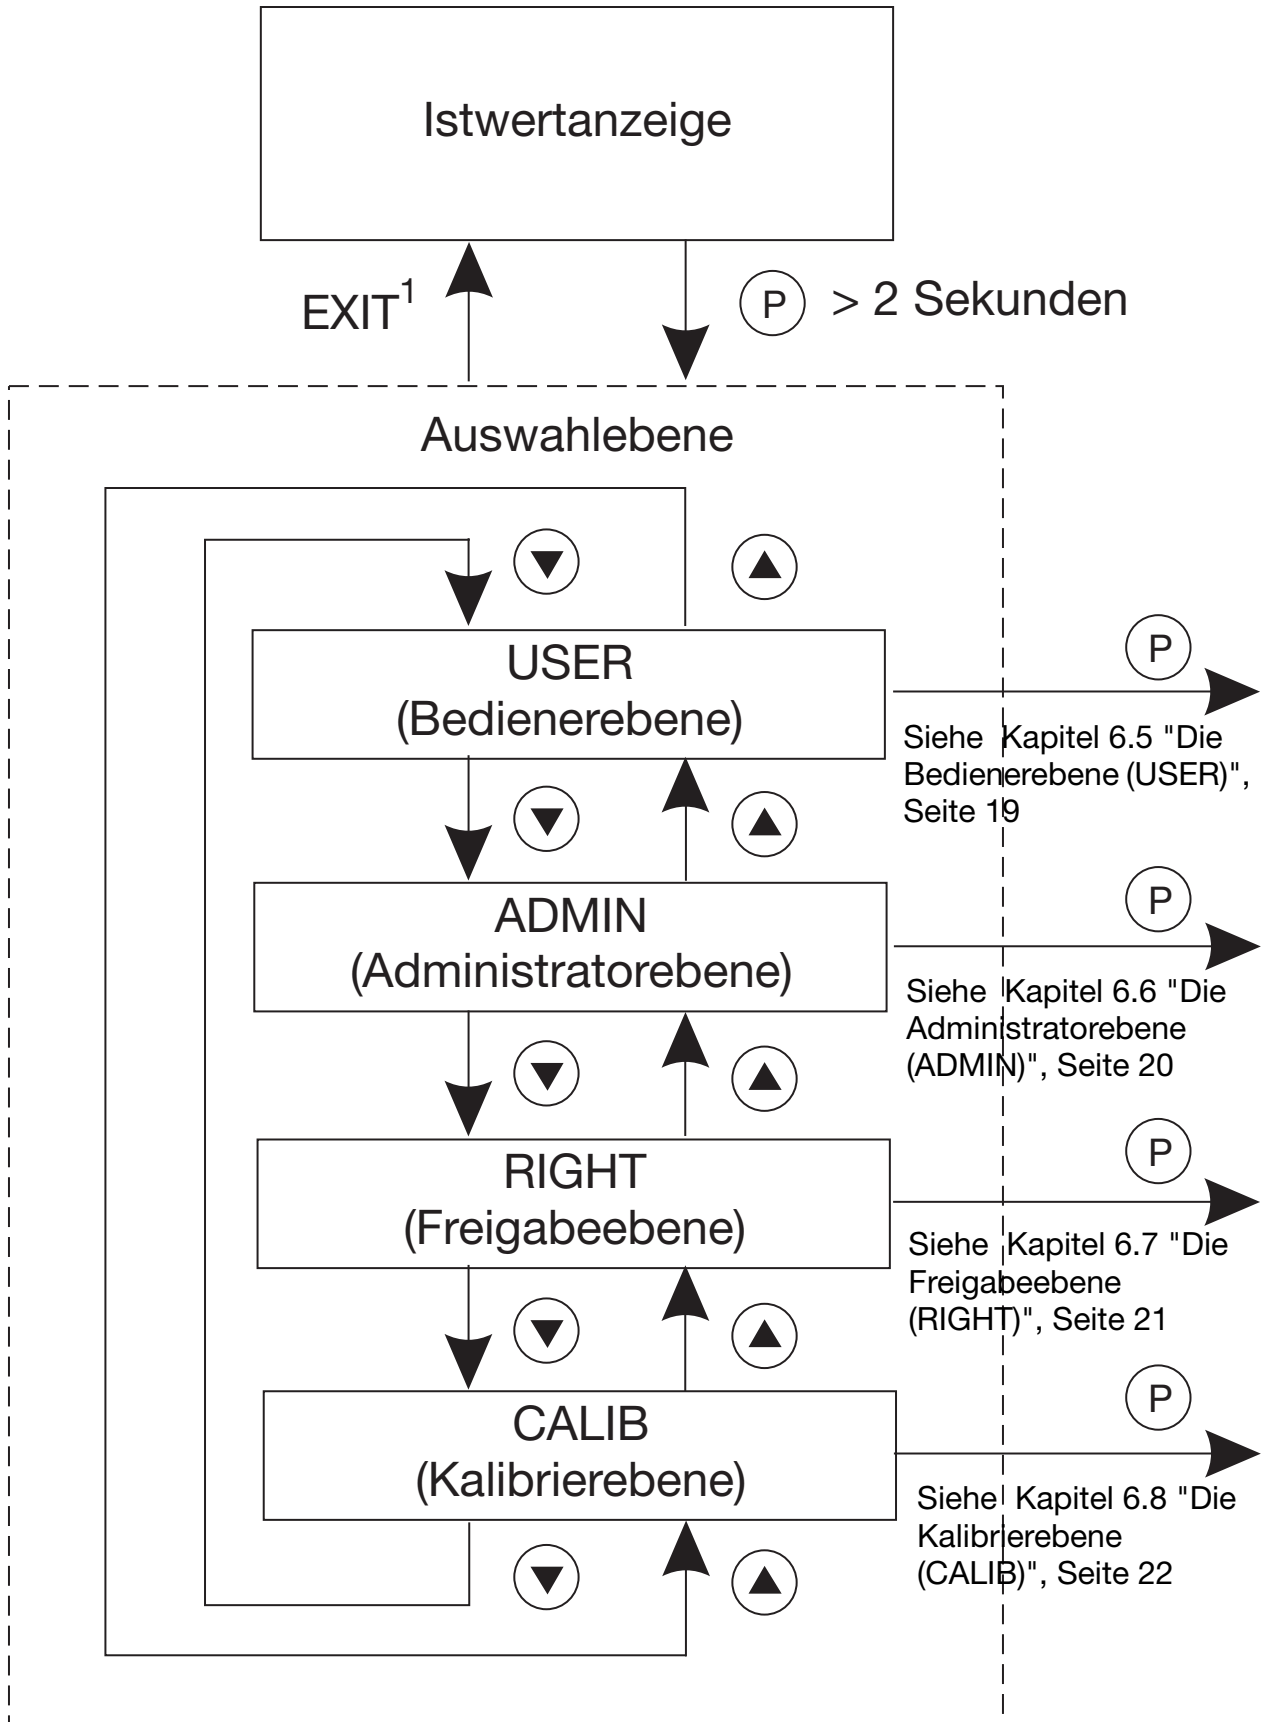 Istwertanzeige
EXIT¹
P > 2 Sekunden
Auswahlebene
USER
(Bedienerebene)
P
Siehe Kapitel 6.5 "Die
Bedienerebene (USER)",
Seite 19
ADMIN
(Administratorebene)
P
Siehe Kapitel 6.6 "Die
Administratorebene
(ADMIN)", Seite 20
RIGHT
(Freigabeebene)
P
Siehe Kapitel 6.7 "Die
Freigabeebene
(RIGHT)", Seite 21
CALIB
(Kalibrierebene)
P
Siehe Kapitel 6.8 "Die
Kalibrierebene
(CALIB)", Seite 22